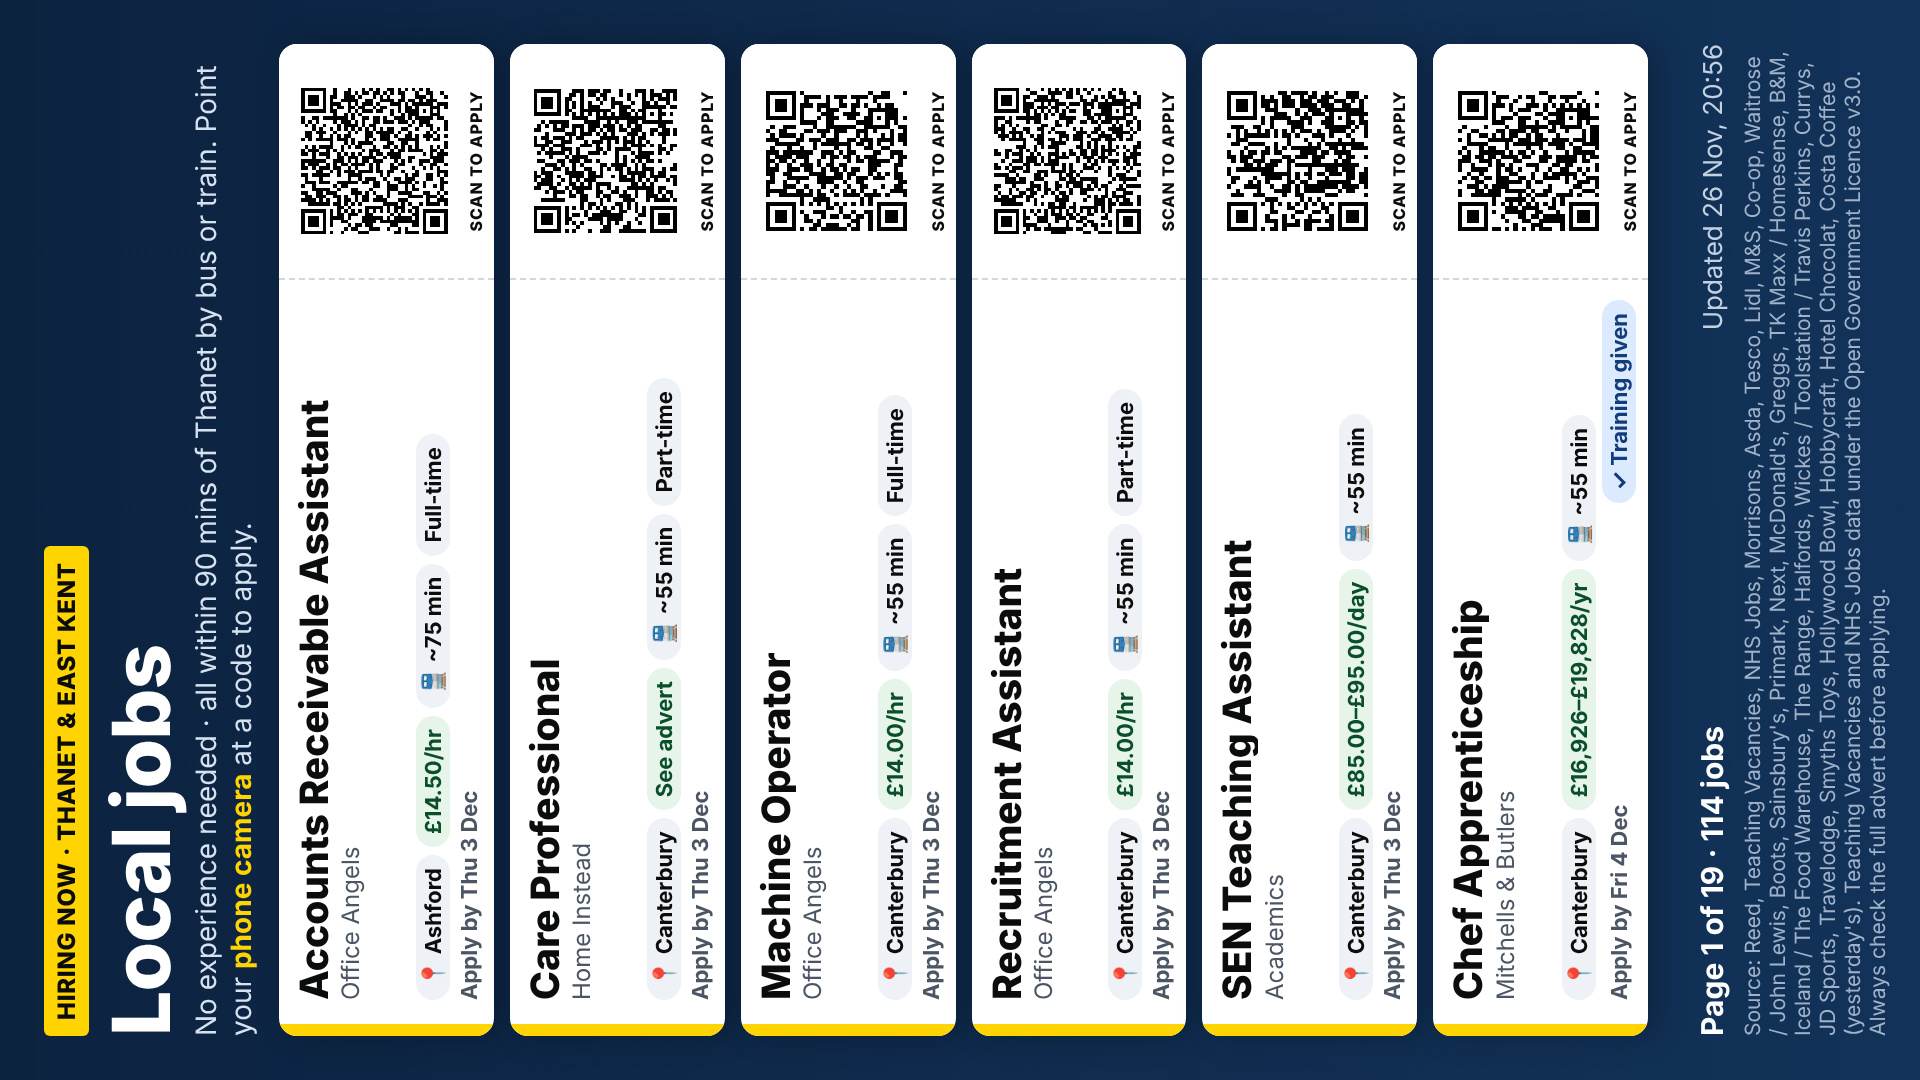 HIRING NOW · THANET & EAST KENT
Local jobs
No experience needed · all within 90 mins of Thanet by bus or train. Point
your phone camera at a code to apply.
Accounts Receivable Assistant
Office Angels
Ashford £14.50/hr ~75 min Full-time
Apply by Thu 3 Dec
SCAN TO APPLY
Care Professional
Home Instead
Canterbury See advert ~55 min Part-time
Apply by Thu 3 Dec
SCAN TO APPLY
Machine Operator
Office Angels
Canterbury £14.00/hr ~55 min Full-time
Apply by Thu 3 Dec
SCAN TO APPLY
Recruitment Assistant
Office Angels
Canterbury £14.00/hr ~55 min Part-time
Apply by Thu 3 Dec
SCAN TO APPLY
SEN Teaching Assistant
Academics
Canterbury £85.00–£95.00/day ~55 min
Apply by Thu 3 Dec
SCAN TO APPLY
Chef Apprenticeship
Mitchells & Butlers
Canterbury £16,926–£19,828/yr ~55 min
Apply by Fri 4 Dec ✓ Training given
SCAN TO APPLY
Page 1 of 19 · 114 jobs Updated 26 Nov, 20:56
Source: Reed, Teaching Vacancies, NHS Jobs, Morrisons, Asda, Tesco, Lidl, M&S, Co-op, Waitrose
/ John Lewis, Boots, Sainsbury's, Primark, Next, McDonald's, Greggs, TK Maxx / Homesense, B&M,
Iceland / The Food Warehouse, The Range, Halfords, Wickes / Toolstation / Travis Perkins, Currys,
JD Sports, Travelodge, Smyths Toys, Hollywood Bowl, Hobbycraft, Hotel Chocolat, Costa Coffee
(yesterday's). Teaching Vacancies and NHS Jobs data under the Open Government Licence v3.0.
Always check the full advert before applying.